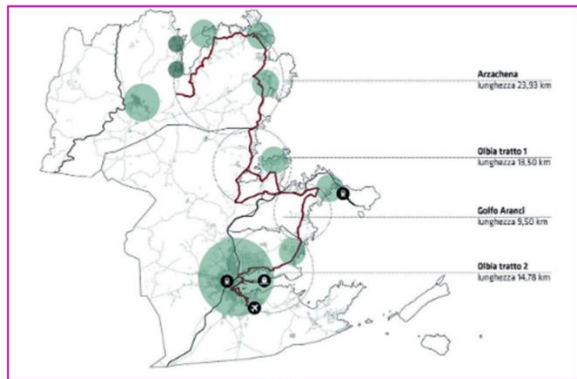 Arzachena
lunghezza 23,93 km
Olbia tratto 1
lunghezza 13,50 km
Golfo Aranci
lunghezza 9,50 km
Olbia tratto 2
lunghezza 14,78 km